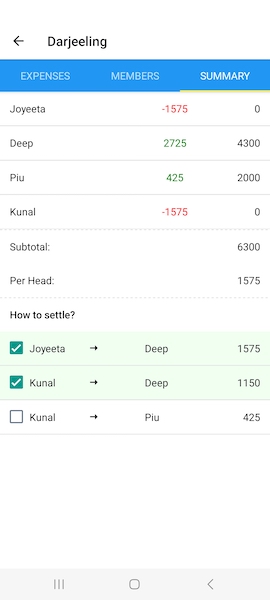 Darjeeling
EXPENSES MEMBERS SUMMARY
Joyeeta -1575 0
Deep 2725 4300
Piu 425 2000
Kunal -1575 0
Subtotal: 6300
Per Head: 1575
How to settle?
Joyeeta → Deep 1575
Kunal → Deep 1150
Kunal → Piu 425